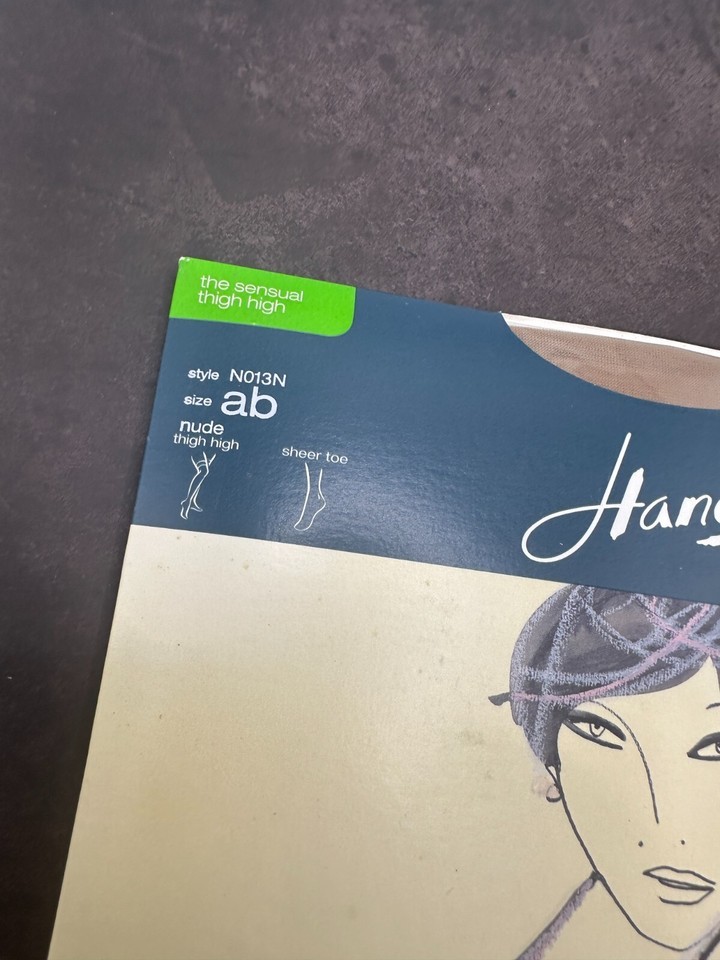 the sensual
thigh high
style N013N
size ab
nude
thigh high
sheer toe